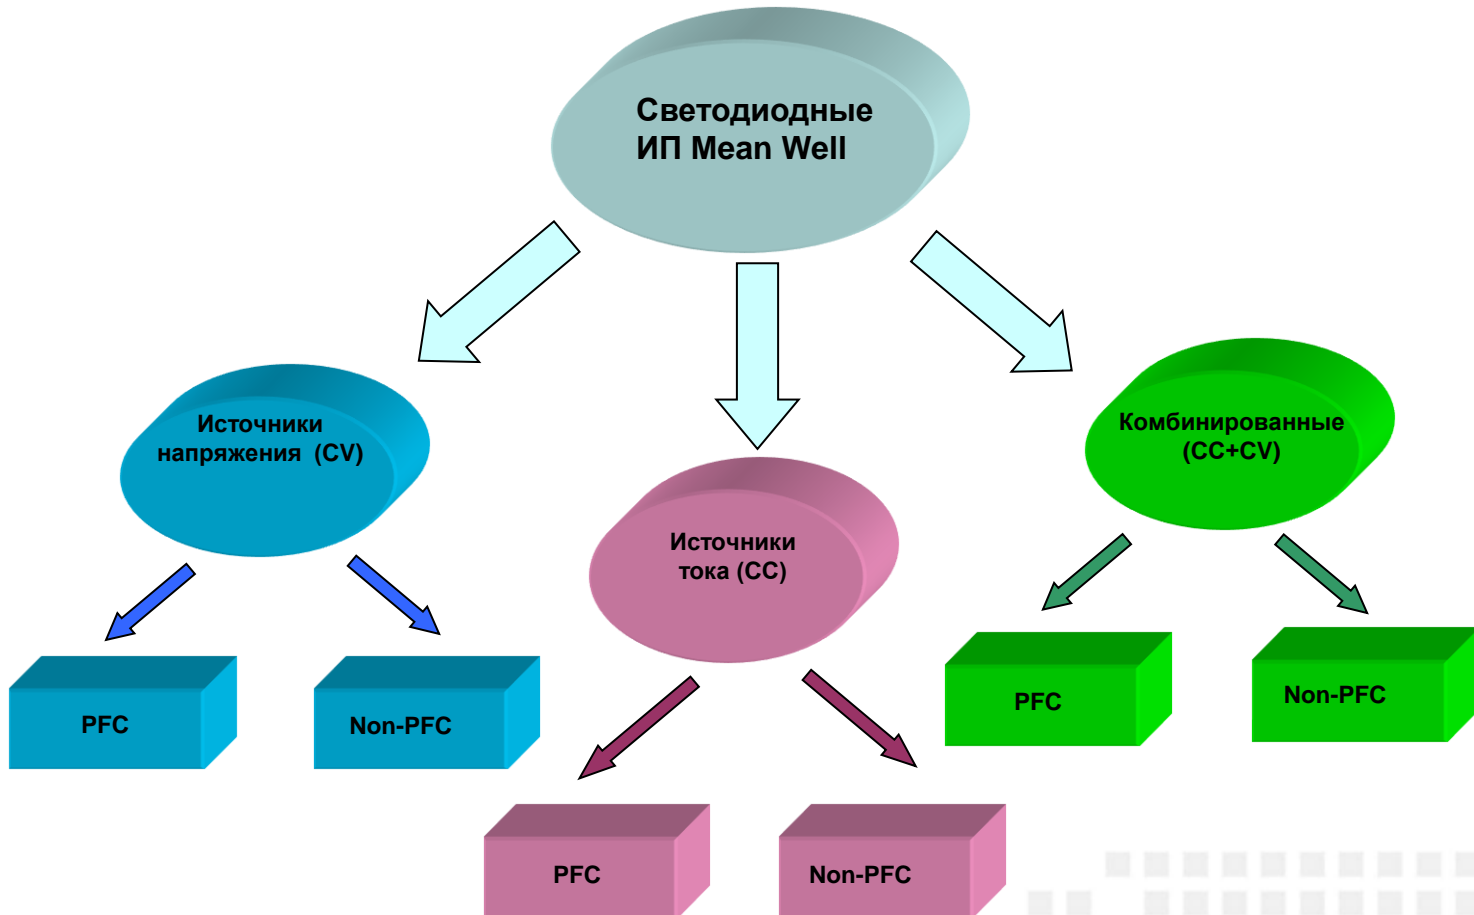 Светодиодные
ИП Mean Well
Источники
напряжения (CV)
Источники
тока (CC)
Комбинированные
(CC+CV)
PFC
Non-PFC
PFC
Non-PFC
PFC
Non-PFC